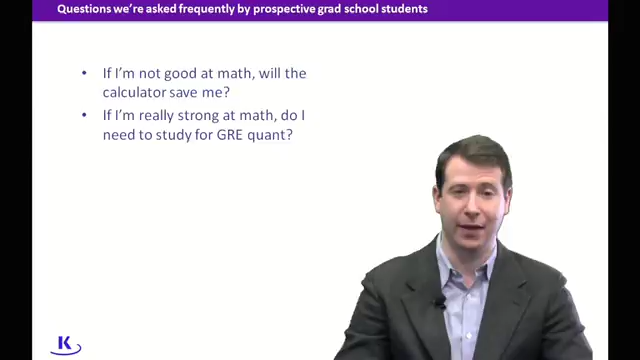 Questions we're asked frequently by prospective grad school students
• If I'm not good at math, will the
calculator save me?
• If I'm really strong at math, do I
need to study for GRE quant?
K